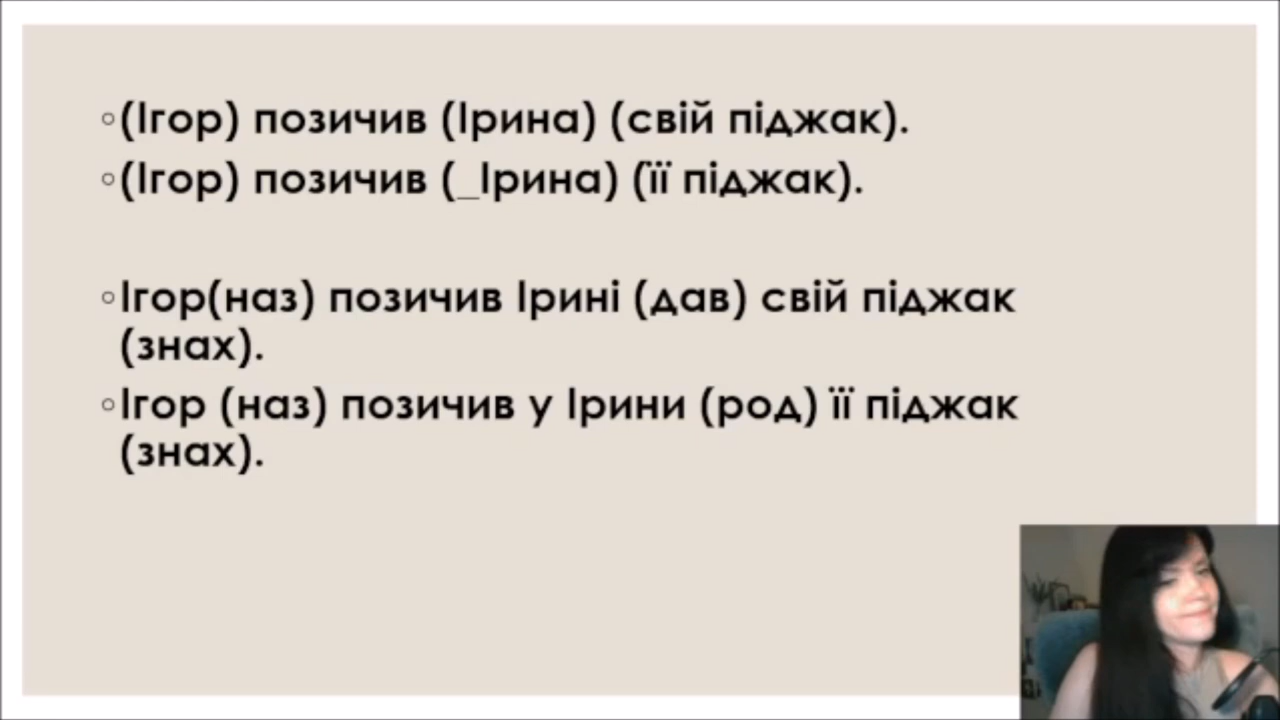 ◦(Ігор) позичив (Ірина) (свій піджак).
◦(Ігор) позичив (_Ірина) (її піджак).
◦Ігор(наз) позичив Ірині (дав) свій піджак
(знах).
◦Ігор (наз) позичив у Ірини (род) її піджак
(знах).